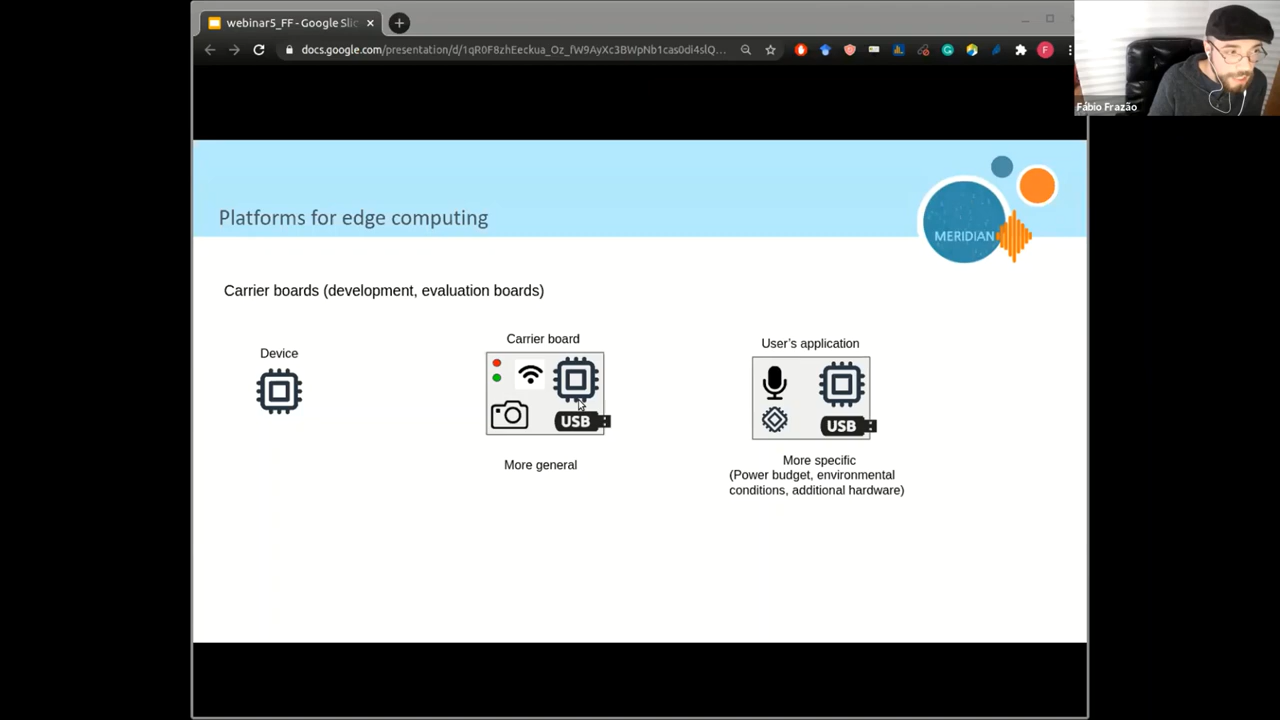 webinar5_FF - Google Slic
docs.google.com/presentation/d/1qR0F8zhEeckua_Oz_fW9AyXc3BWpNb1cas0di4slQ...
F
Fábio Frazão
Platforms for edge computing
MERIDIAN
Carrier boards (development, evaluation boards)
Device
Carrier board
User's application
USB
USB
More general
More specific
(Power budget, environmental
conditions, additional hardware)